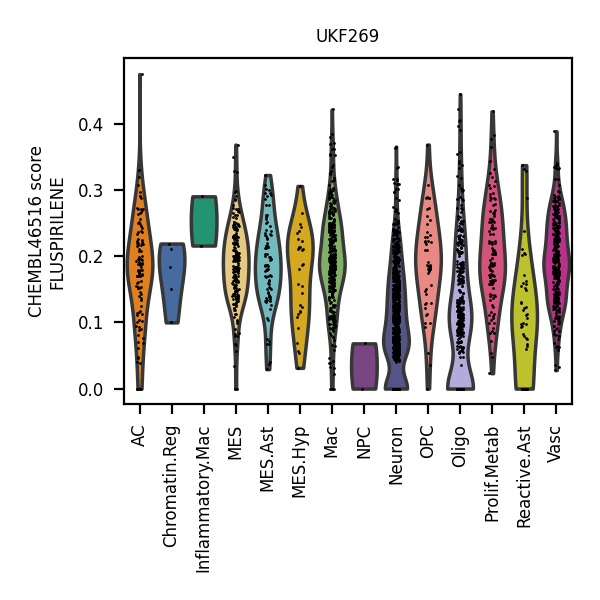 UKF269
CHEMBL46516 score
FLUSPIRILENE
0.4
0.3
0.2
0.1
0.0
AC
Chromatin.Reg
Inflammatory.Mac
MES
MES.Ast
MES.Hyp
Mac
NPC
Neuron
OPC
Oligo
Prolif.Metab
Reactive.Ast
Vasc